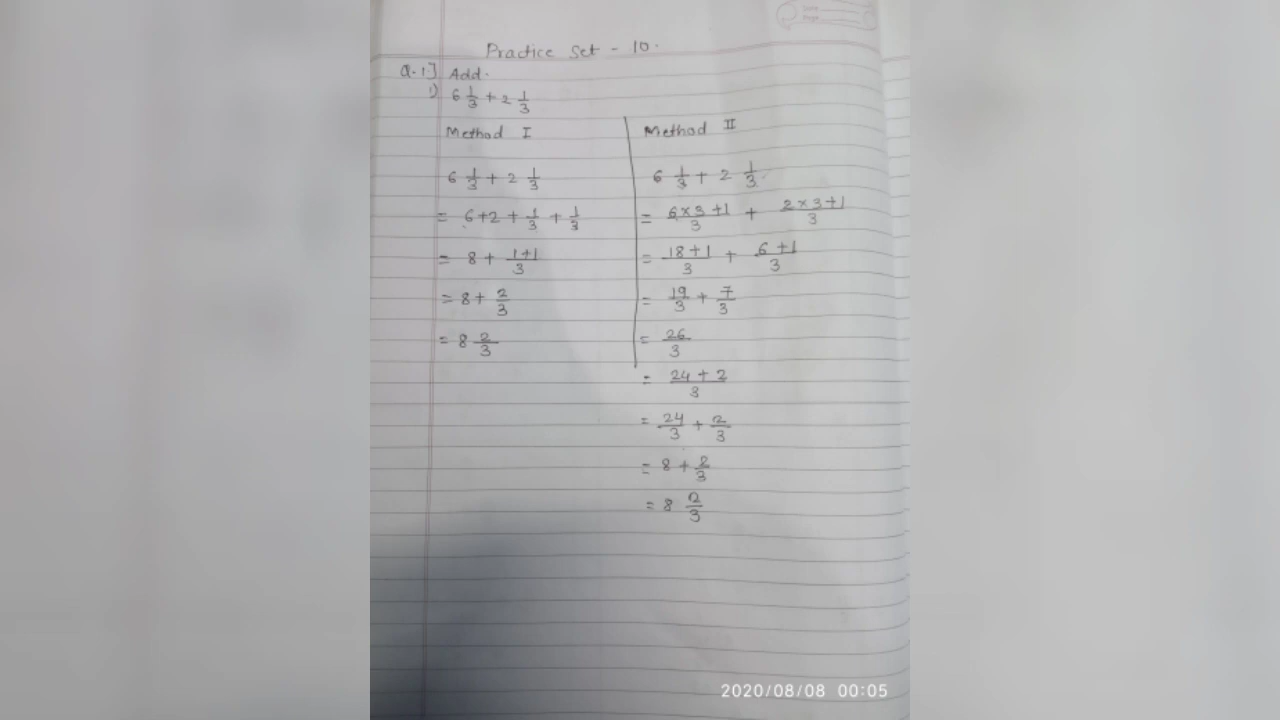 Practice Set - 10.
Q.1] Add.
1) 6 1/3 + 2 1/3
Method I
6 1/3 + 2 1/3
= 6+2 + 1/3 + 1/3
= 8 + 1+1/3
= 8 + 2/3
= 8 2/3
Method II
6 1/3 + 2 1/3
= 6×3+1/3 + 2×3+1/3
= 18+1/3 + 6+1/3
= 19/3 + 7/3
= 26/3
= 24+2/3
= 24/3 + 2/3
= 8 + 2/3
= 8 2/3
2020/08/08 00:05